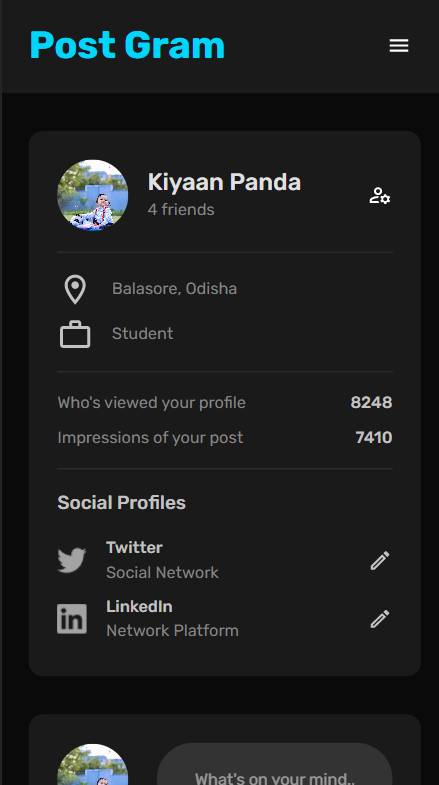 Post Gram
Kiyaan Panda
4 friends
Balasore, Odisha
Student
Who's viewed your profile 8248
Impressions of your post 7410
Social Profiles
Twitter
Social Network
in LinkedIn
Network Platform
What's on your mind..